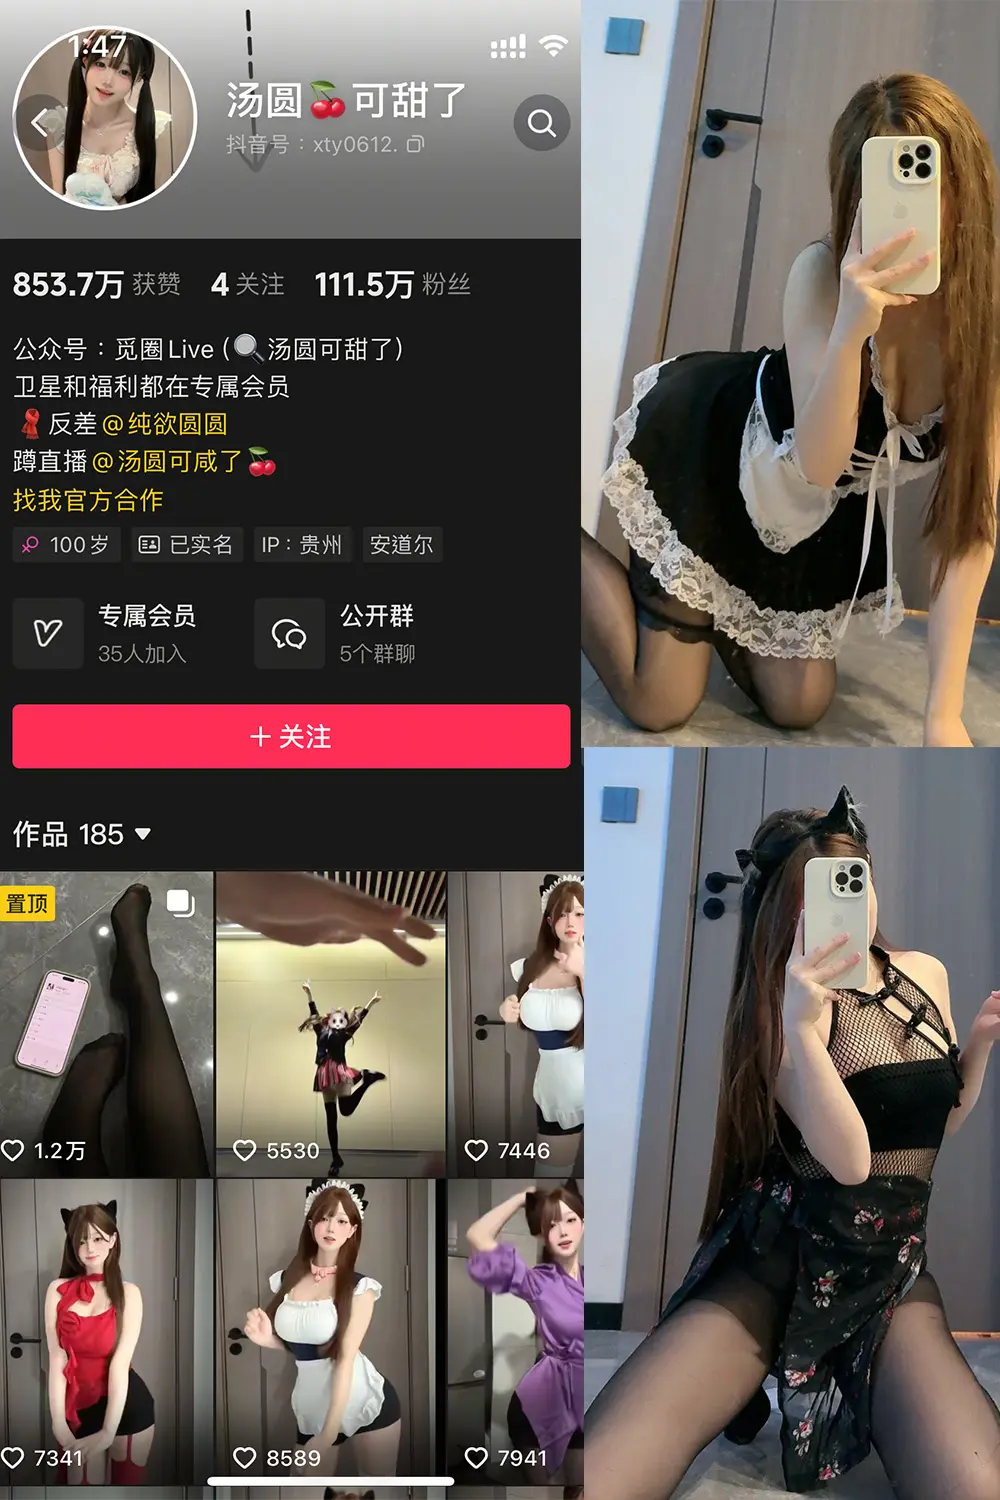 1:47
汤圆🍒可甜了
抖音号：xty0612.
853.7万 获赞 4 关注 111.5万 粉丝
公众号：觅圈Live (🔍汤圆可甜了)
卫星和福利都在专属会员
🧣反差@纯欲圆圆
蹲直播@汤圆可咸了🍒
找我官方合作
100岁 已实名 IP：贵州 安道尔
专属会员 公开群
35人加入 5个群聊
＋关注
作品 185
置顶
1.2万 5530 7446
7341 8589 7941